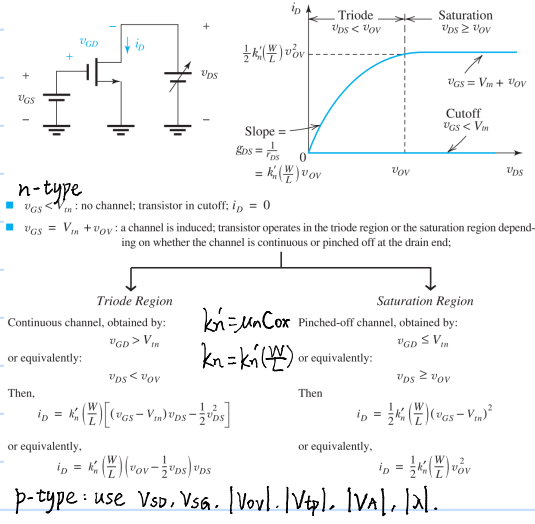 i_D
Triode
v_DS < v_OV
Saturation
v_DS ≥ v_OV
v_GD
i_D
v_GS
v_DS
1/2 k'_n (W/L) v²_OV
v_GS = V_tn + v_OV
Cutoff
v_GS < V_tn
Slope =
g_DS = 1/r_DS
= k'_n (W/L) v_OV
0
v_OV
v_DS
n-type
v_GS < V_tn : no channel; transistor in cutoff; i_D = 0
v_GS = V_tn + v_OV : a channel is induced; transistor operates in the triode region or the saturation region depend-
ing on whether the channel is continuous or pinched off at the drain end;
Triode Region
Saturation Region
Continuous channel, obtained by:
v_GD > V_tn
or equivalently:
v_DS < v_OV
Then,
i_D = k'_n (W/L) [(v_GS − V_tn) v_DS − 1/2 v²_DS]
or equivalently,
i_D = k'_n (W/L) (v_OV − 1/2 v_DS) v_DS
kn' = μn Cox
kn = kn' (W/L)
Pinched-off channel, obtained by:
v_GD ≤ V_tn
or equivalently:
v_DS ≥ v_OV
Then
i_D = 1/2 k'_n (W/L) (v_GS − V_tn)²
or equivalently,
i_D = 1/2 k'_n (W/L) v²_OV
p-type : use V_SD, V_SG, |V_OV|, |V_tp|, |V_A|, |λ|.